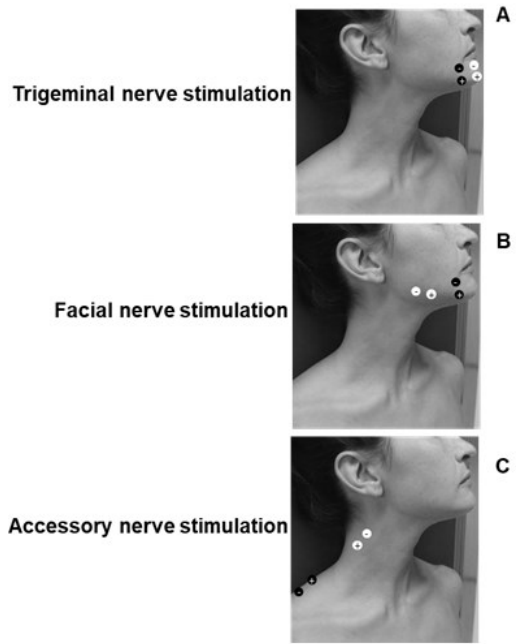 A
Trigeminal nerve stimulation
- -
+ +
B
Facial nerve stimulation
-
- + +
C
Accessory nerve stimulation
-
+
+
-